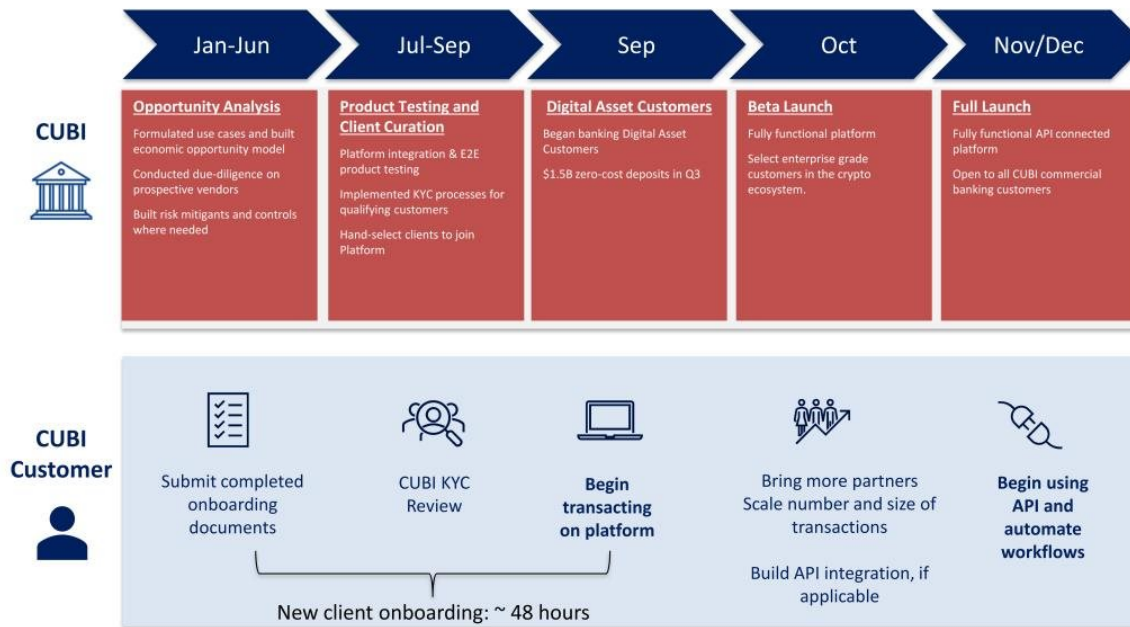 Jan-Jun
Jul-Sep
Sep
Oct
Nov/Dec
CUBI
Opportunity Analysis
Formulated use cases and built
economic opportunity model
Conducted due-diligence on
prospective vendors
Built risk mitigants and controls
where needed
Product Testing and
Client Curation
Platform integration & E2E
product testing
Implemented KYC processes for
qualifying customers
Hand-select clients to join
Platform
Digital Asset Customers
Began banking Digital Asset
Customers
$1.5B zero-cost deposits in Q3
Beta Launch
Fully functional platform
Select enterprise grade
customers in the crypto
ecosystem.
Full Launch
Fully functional API connected
platform
Open to all CUBI commercial
banking customers
CUBI
Customer
Submit completed
onboarding
documents
CUBI KYC
Review
Begin
transacting
on platform
Bring more partners
Scale number and size of
transactions
Build API integration, if
applicable
Begin using
API and
automate
workflows
New client onboarding: ~ 48 hours